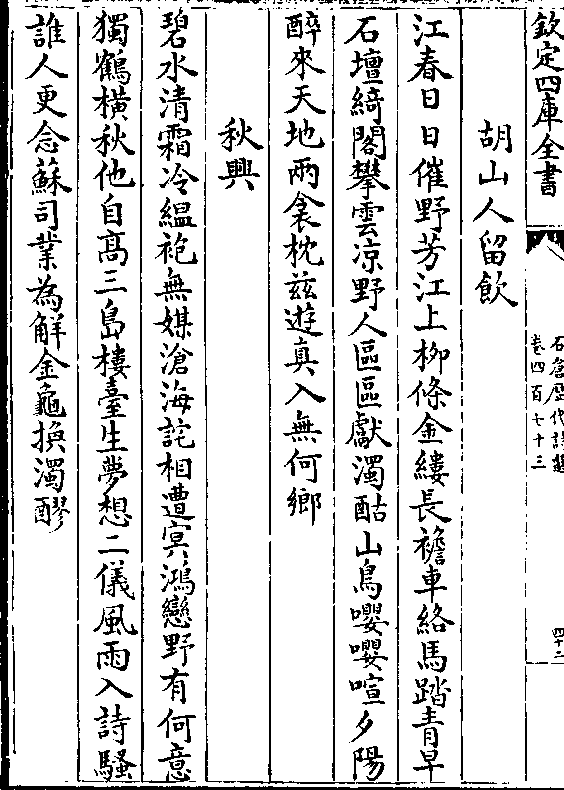 欽定四庫全書
石倉歷代詩選
卷四百七十三
四十二
胡山人留飲
江春日日催野芳江上栁條金縷長襜車絡馬踏青早
石壇綺閣攀雲凉野人區區獻濁酤山鳥嚶嚶喧夕陽
醉來天地兩衾枕兹遊真入無何鄉
秋興
碧水清霜冷緼袍無媒滄海詫相遭冥鴻戀野有何意
獨鶴橫秋他自髙三島樓臺生夢想二儀風雨入詩騷
誰人更念蘇司業為解金龜換濁醪